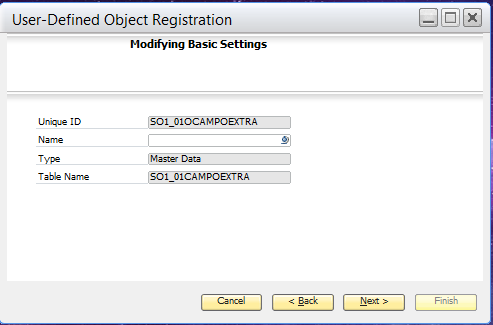 User-Defined Object Registration
Modifying Basic Settings
Unique ID SO1_01OCAMPOEXTRA
Name
Type Master Data
Table Name SO1_01CAMPOEXTRA
Cancel < Back Next > Finish